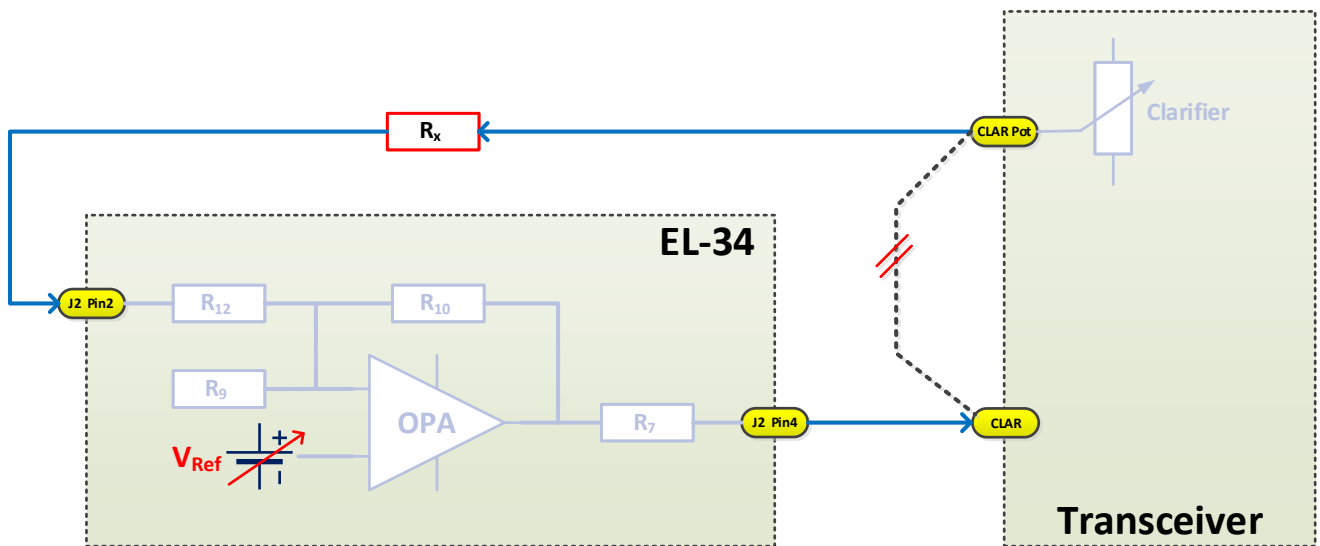 Clarifier
CLAR Pot
Rx
EL-34
J2 Pin2
R12
R10
R9
OPA
R7
J2 Pin4
CLAR
VRef
+
Transceiver